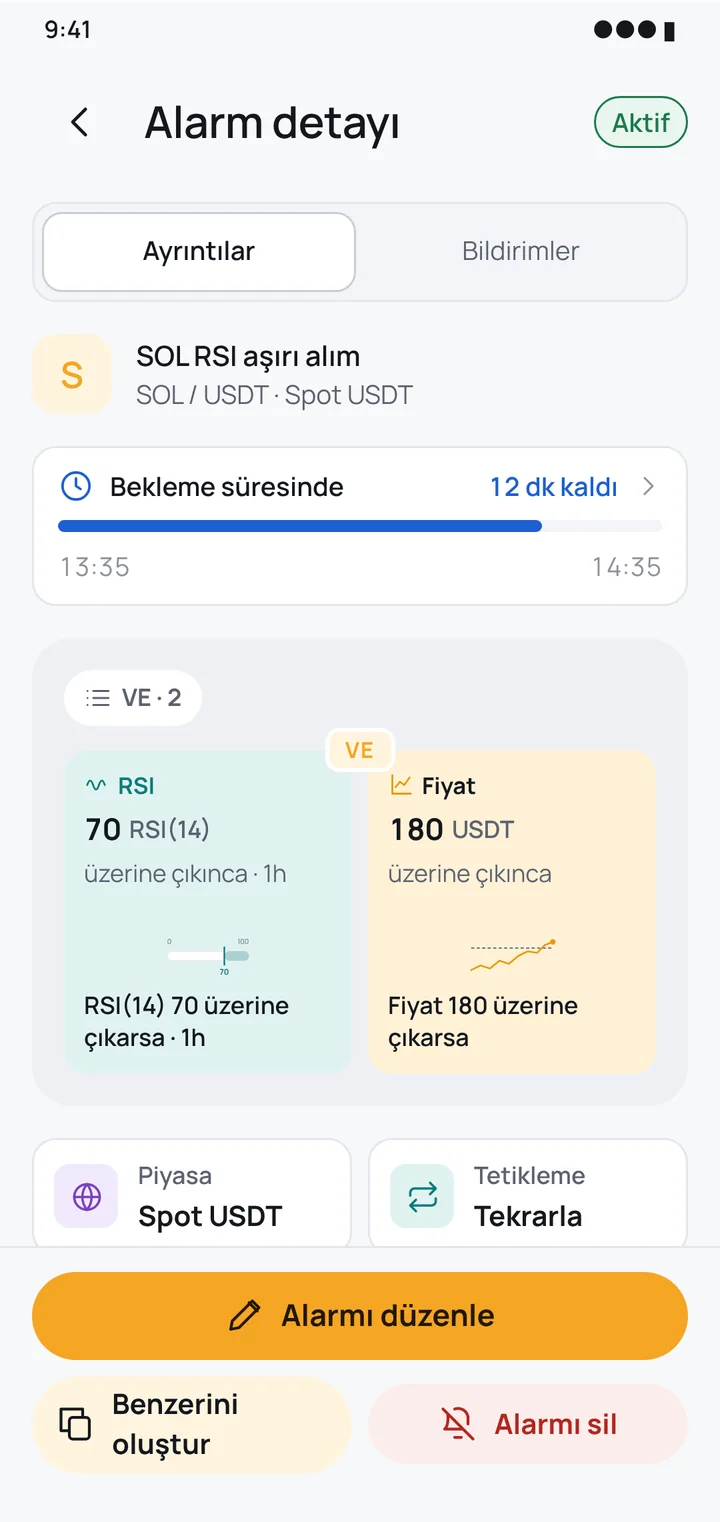 9:41
Alarm detayı
Aktif
Ayrıntılar
Bildirimler
S
SOL RSI aşırı alım
SOL / USDT · Spot USDT
Bekleme süresinde
12 dk kaldı
13:35
14:35
VE · 2
VE
RSI
70 RSI(14)
üzerine çıkınca · 1h
0
100
70
RSI(14) 70 üzerine
çıkarsa · 1h
Fiyat
180 USDT
üzerine çıkınca
Fiyat 180 üzerine
çıkarsa
Piyasa
Spot USDT
Tetikleme
Tekrarla
Alarmı düzenle
Benzerini
oluştur
Alarmı sil